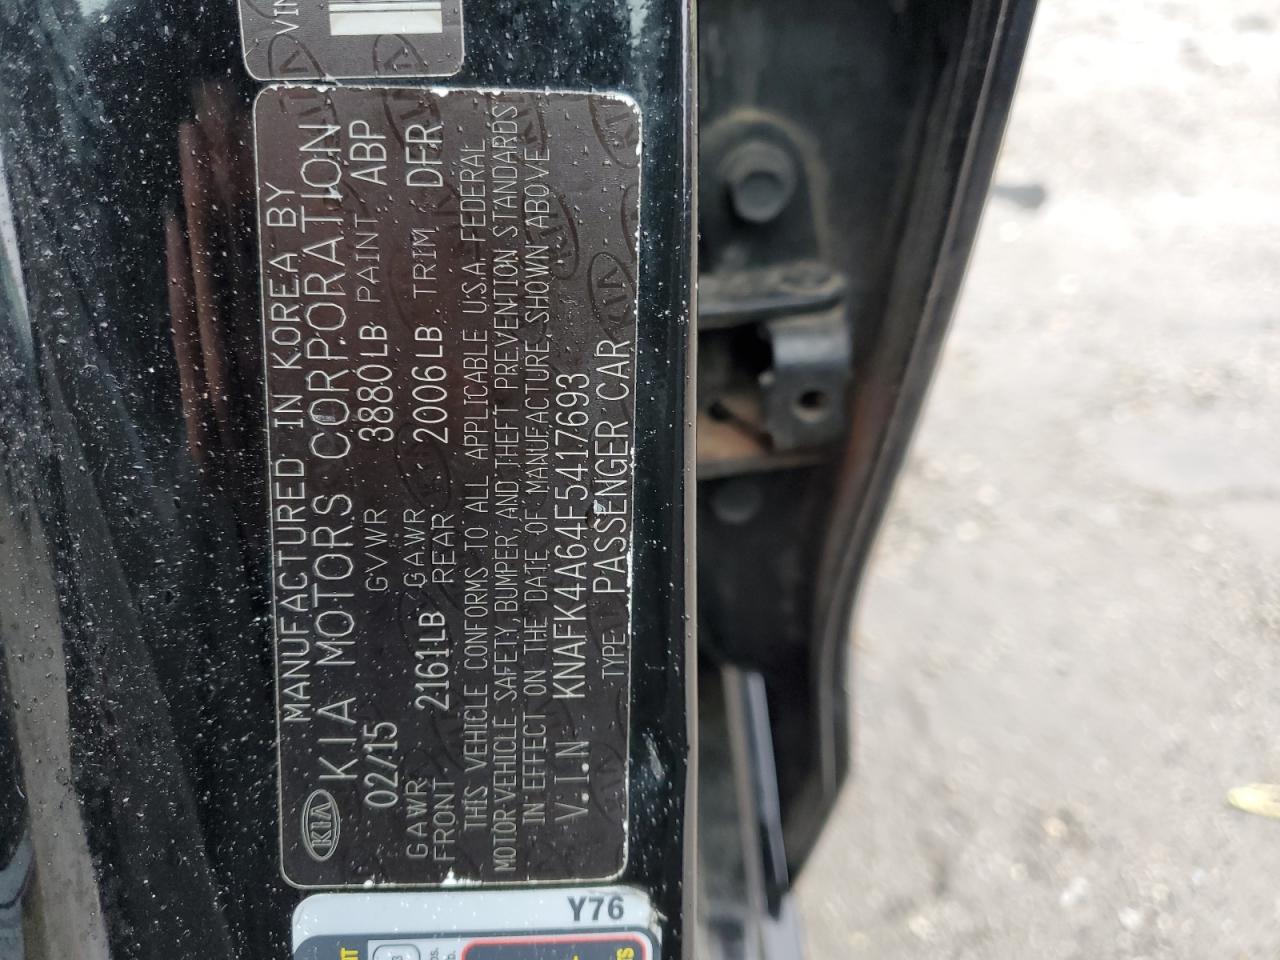 VIN
MANUFACTURED IN KOREA BY
KIA KIA MOTORS CORPORATION
02/15 GVWR 3880LB PAINT ABP
GAWR FRONT 2161LB GAWR REAR 2006LB TRIM DFR
THIS VEHICLE CONFORMS TO ALL APPLICABLE U.S.A. FEDERAL
MOTOR VEHICLE SAFETY, BUMPER, AND THEFT PREVENTION STANDARDS
IN EFFECT ON THE DATE OF MANUFACTURE SHOWN ABOVE
V.I.N KNAFK4A64F5417693
TYPE PASSENGER CAR
Y76